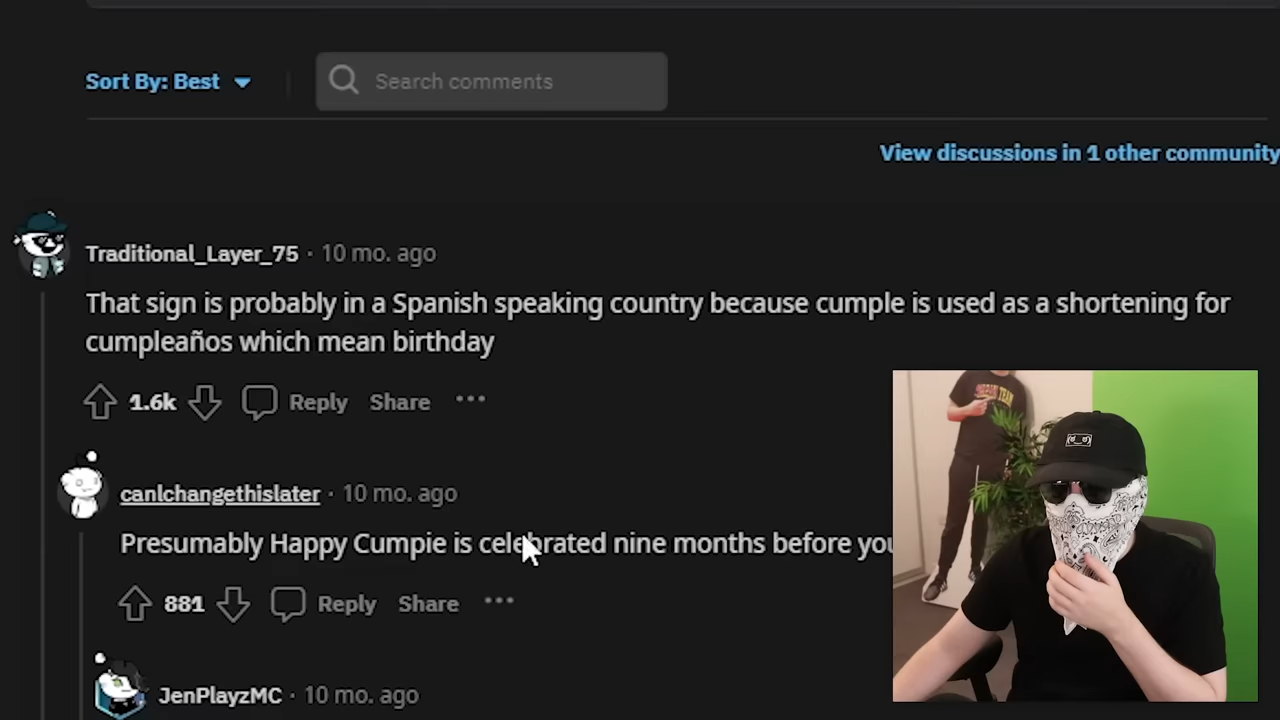 Sort By: Best
Search comments
View discussions in 1 other community
Traditional_Layer_75 · 10 mo. ago
That sign is probably in a Spanish speaking country because cumple is used as a shortening for
cumpleaños which mean birthday
1.6k Reply Share
canIchangethislater · 10 mo. ago
Presumably Happy Cumpie is celebrated nine months before you
881 Reply Share
JenPlayzMC · 10 mo. ago